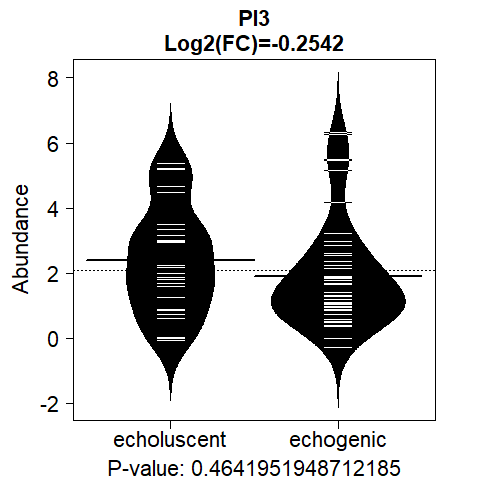 PI3
Log2(FC)=-0.2542
Abundance
8
6
4
2
0
-2
echoluscent echogenic
P-value: 0.4641951948712185